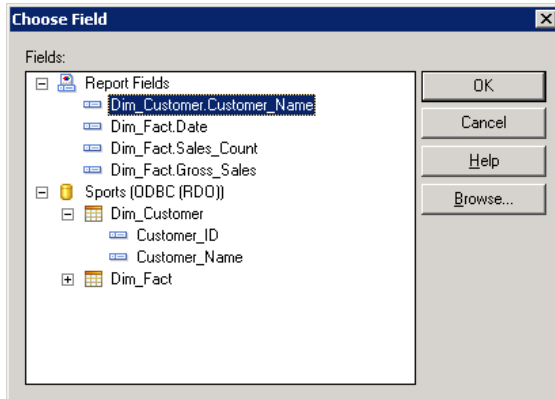 Choose Field
Fields:
Report Fields
Dim_Customer.Customer_Name
Dim_Fact.Date
Dim_Fact.Sales_Count
Dim_Fact.Gross_Sales
Sports (ODBC (RDO))
Dim_Customer
Customer_ID
Customer_Name
Dim_Fact
OK
Cancel
Help
Browse...